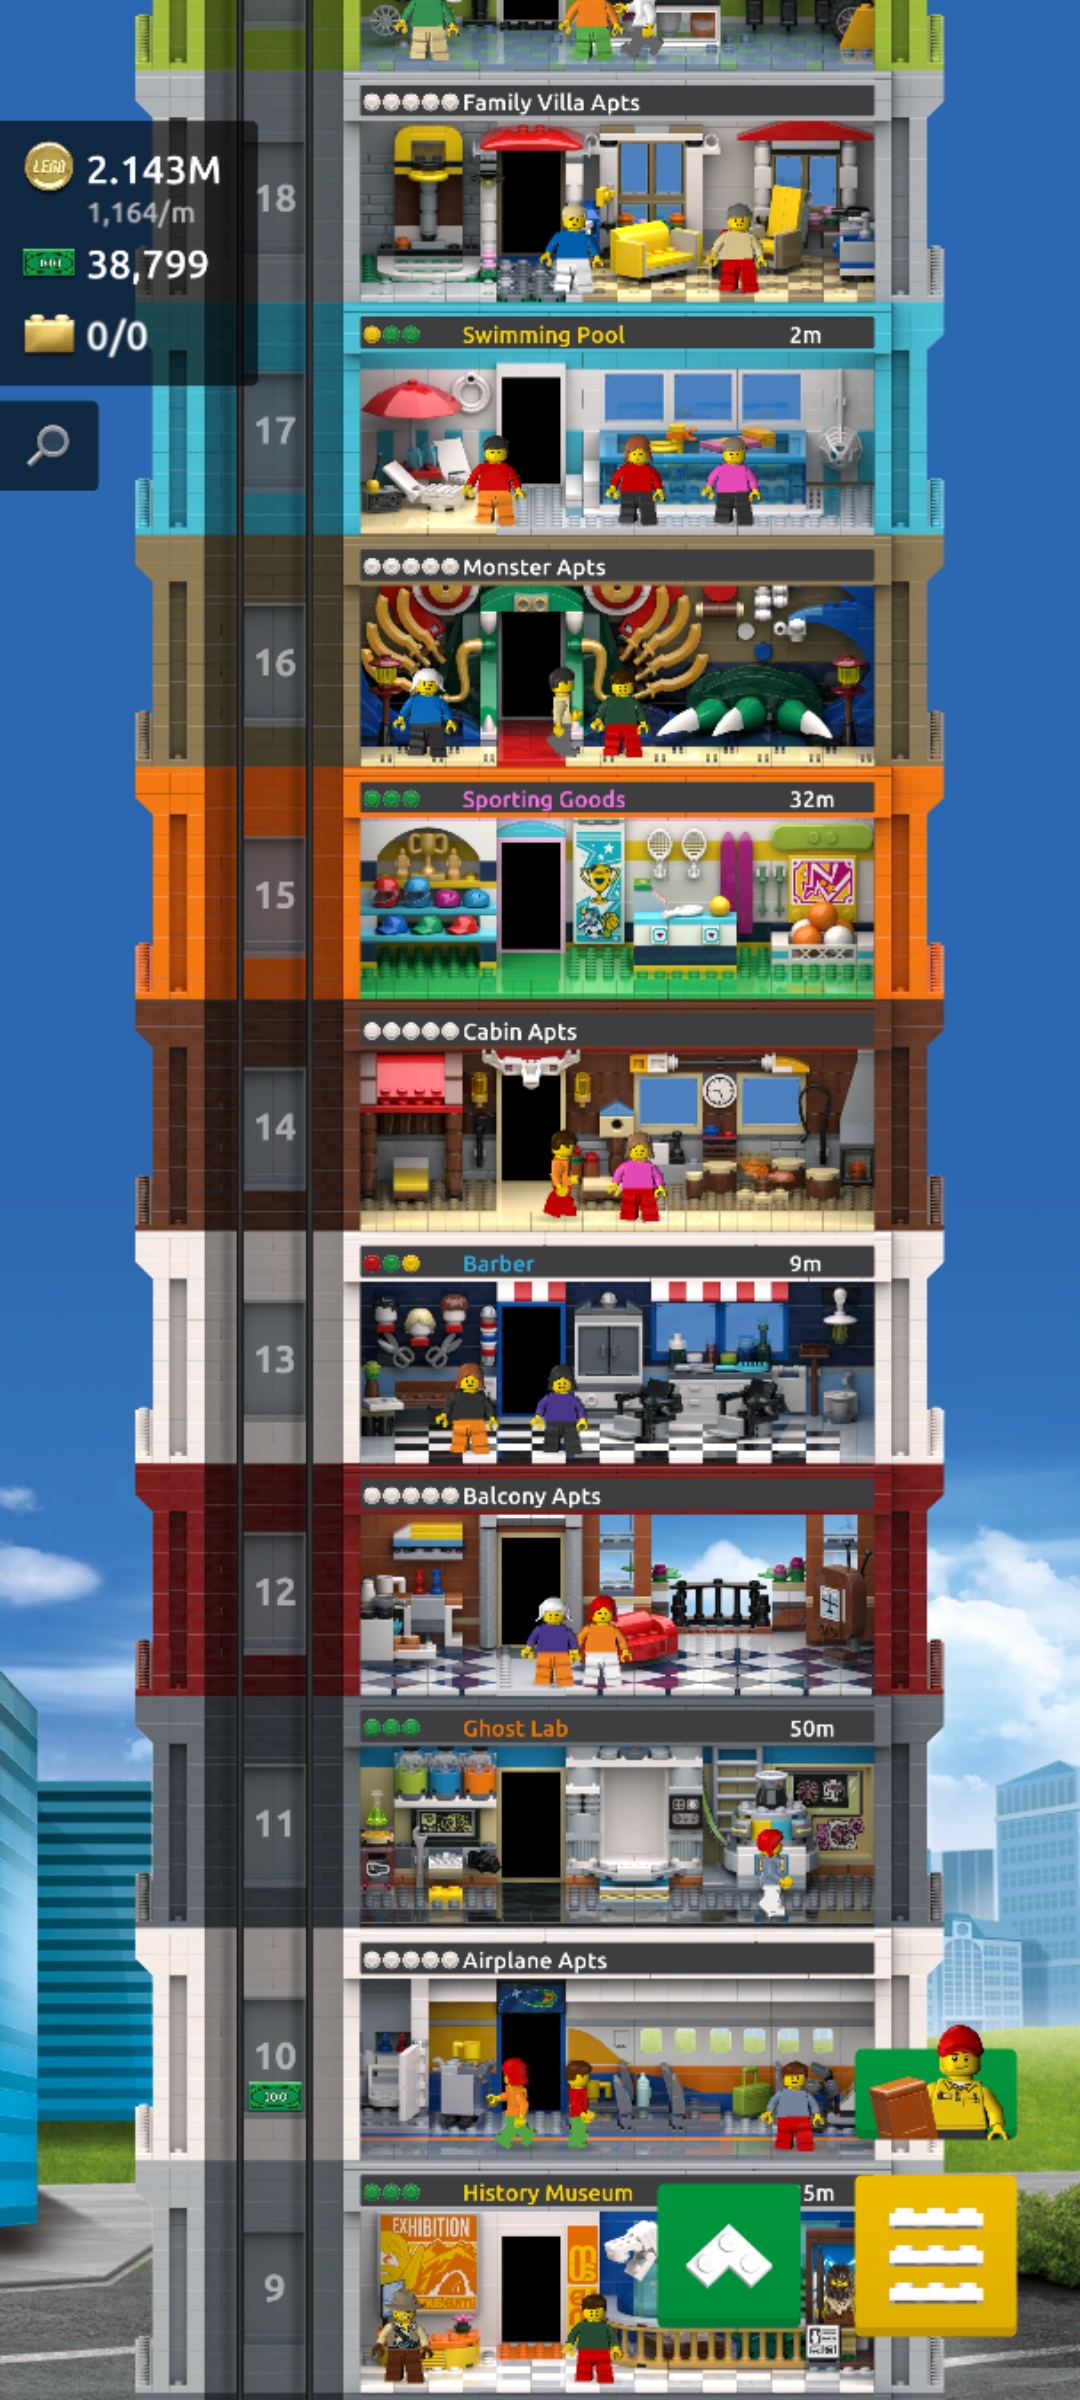 Family Villa Apts
LEGO
2.143M
1,164/m
18
38,799
0/0
Swimming Pool 2m
17
Monster Apts
16
Sporting Goods 32m
15
Cabin Apts
14
Barber 9m
13
Balcony Apts
12
Ghost Lab 50m
11
Airplane Apts
10
100
History Museum 5m
EXHIBITION
9